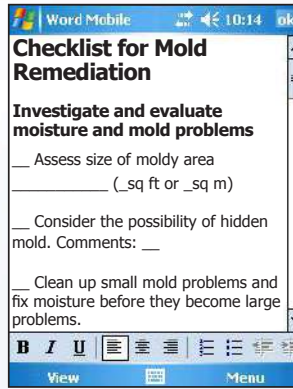 Word Mobile 10:14 ok
Checklist for Mold
Remediation
Investigate and evaluate
moisture and mold problems
__ Assess size of moldy area
___________ (_sq ft or _sq m)
__ Consider the possibility of hidden
mold. Comments: __
__ Clean up small mold problems and
fix moisture before they become large
problems.
B I U
View Menu